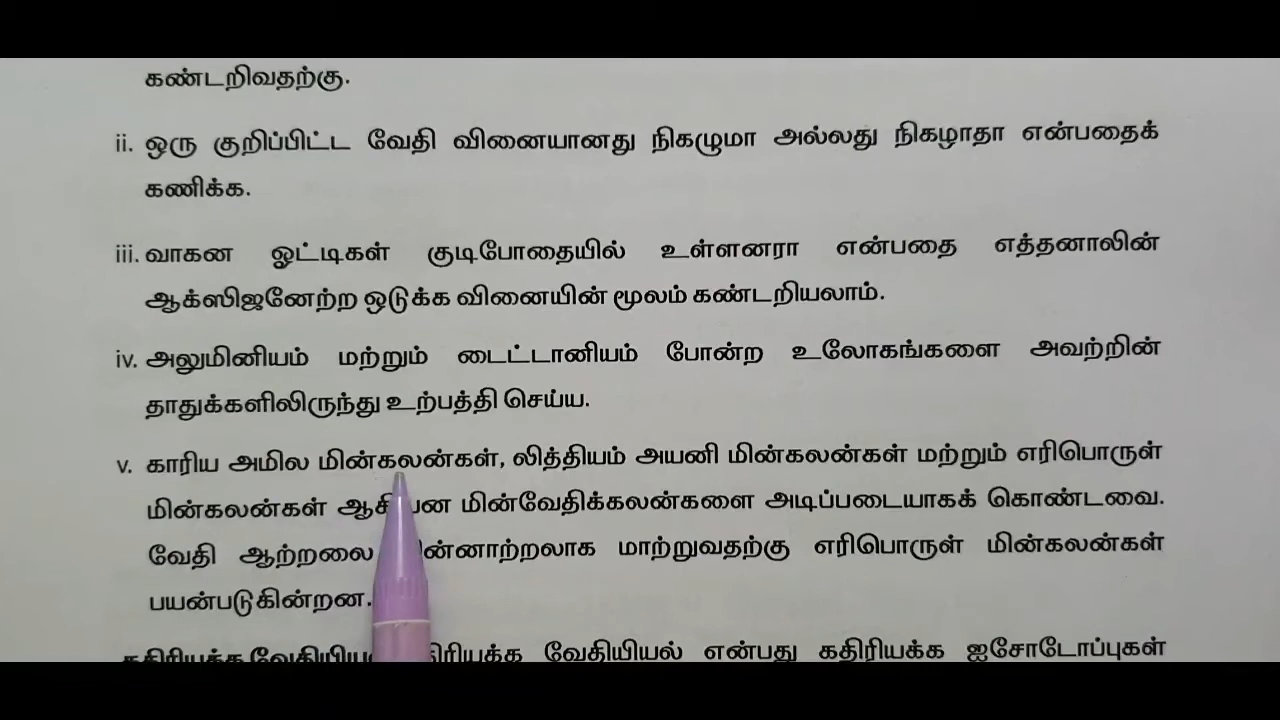 கண்டறிவதற்கு.
ii. ஒரு குறிப்பிட்ட வேதி வினையானது நிகழுமா அல்லது நிகழாதா என்பதைக்
கணிக்க.
iii. வாகன ஓட்டிகள் குடிபோதையில் உள்ளனரா என்பதை எத்தனாலின்
ஆக்ஸிஜனேற்ற ஒடுக்க வினையின் மூலம் கண்டறியலாம்.
iv. அலுமினியம் மற்றும் டைட்டானியம் போன்ற உலோகங்களை அவற்றின்
தாதுக்களிலிருந்து உற்பத்தி செய்ய.
v. காரிய அமில மின்கலன்கள், லித்தியம் அயனி மின்கலன்கள் மற்றும் எரிபொருள்
மின்கலன்கள் மின்வேதிக்கலன்களை அடிப்படையாகக் கொண்டவை.
வேதி ஆற்றலை மாற்றுவதற்கு எரிபொருள் மின்கலன்கள்
பயன்படுகின்றன.
வேதியியல் என்பது கதிரியக்க ஐசோடோப்புகள்